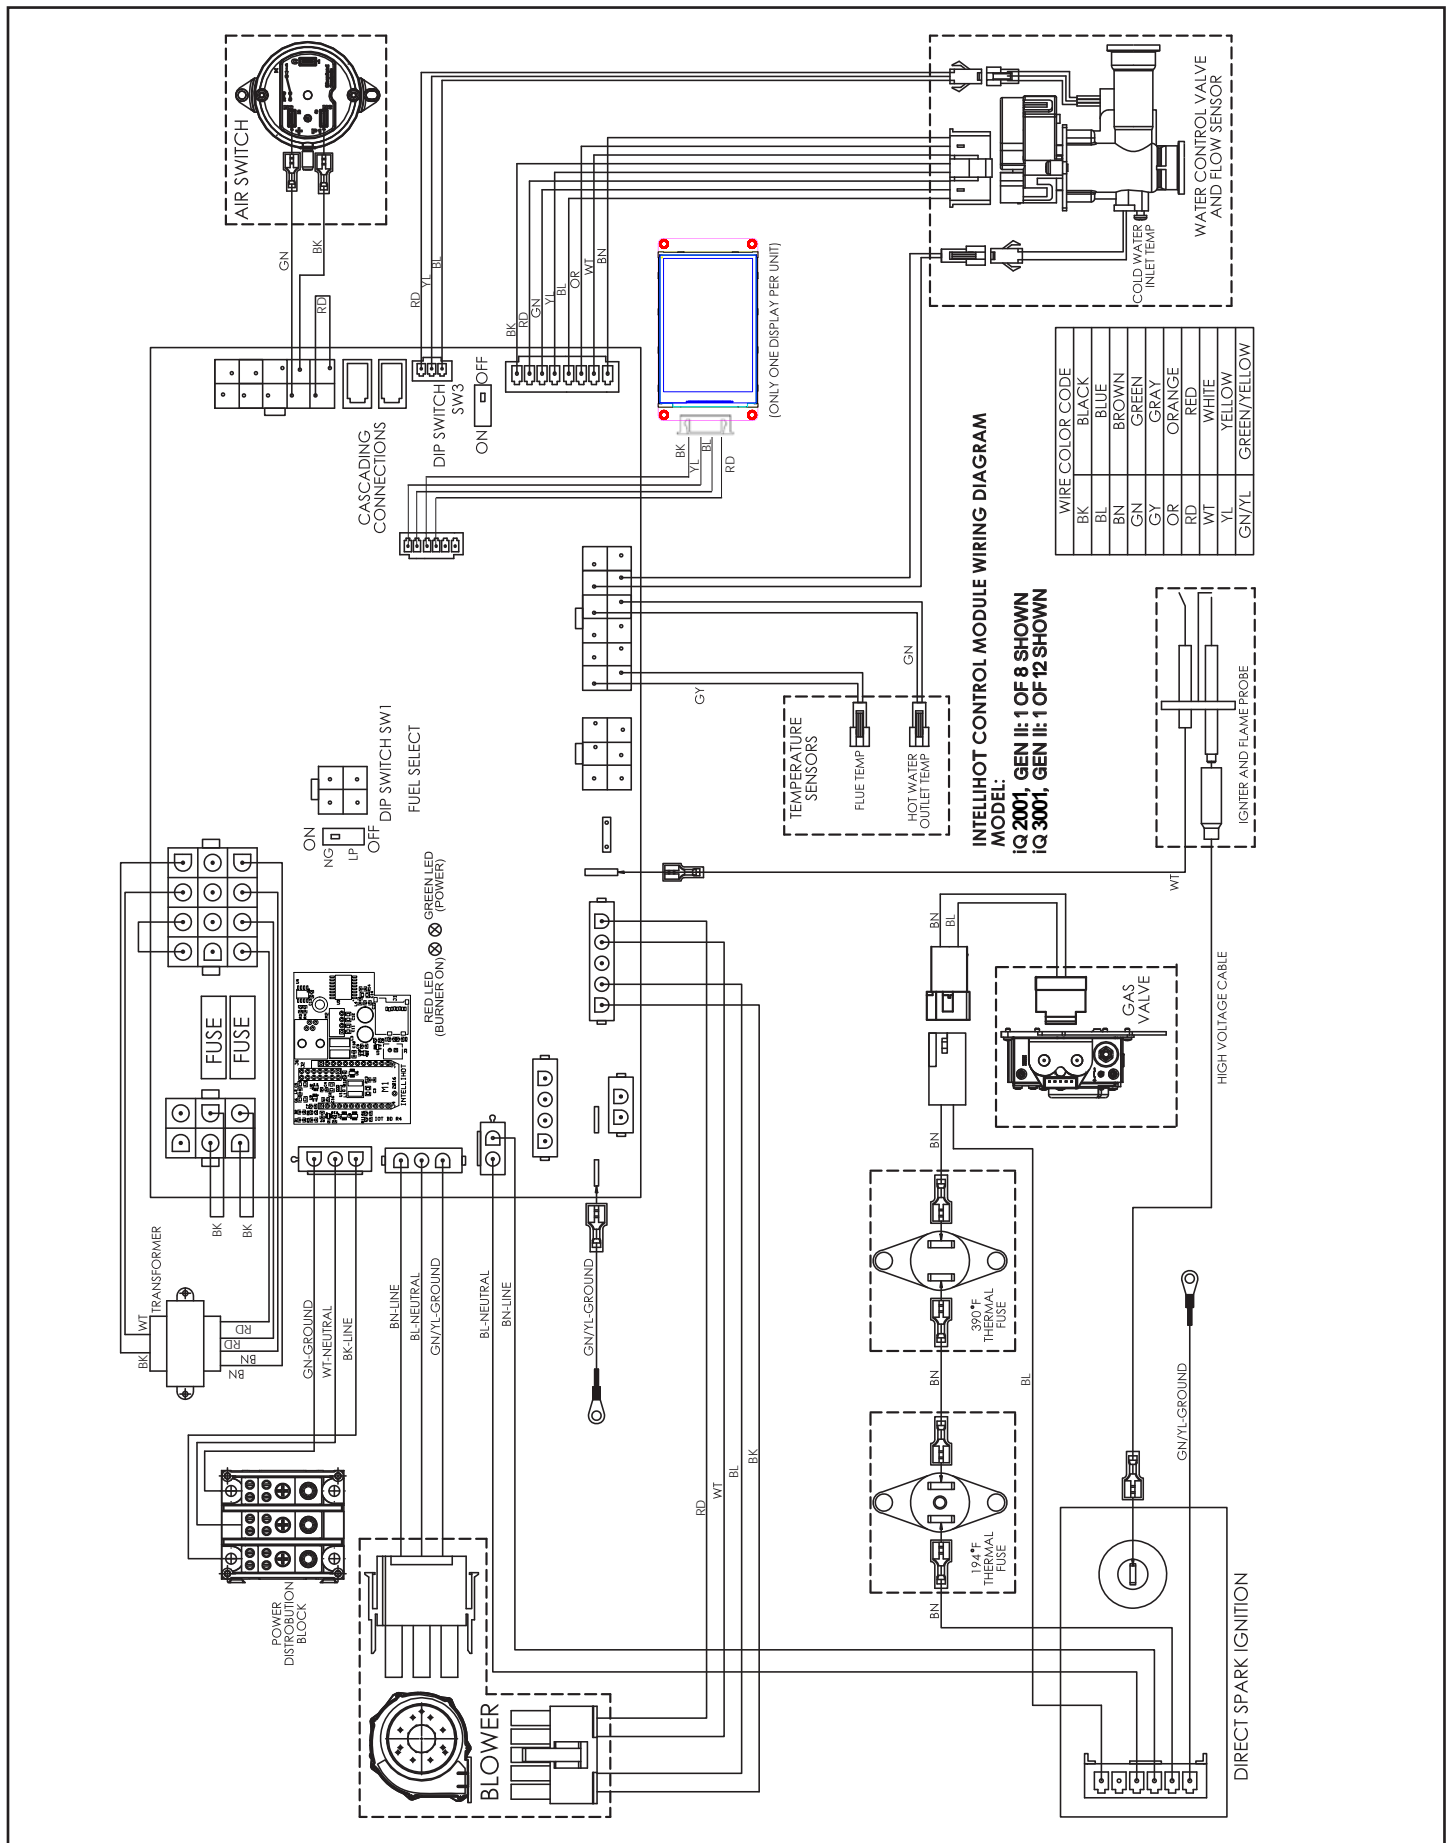 AIR SWITCH
GN
BK
RD
CASCADING
CONNECTIONS
RD
YL
BL
DIP SWITCH
SW3
ON
OFF
BK
RD
GN
YL
BL
OR
WT
BN
(ONLY ONE DISPLAY PER UNIT)
BK
YL
BL
RD
WATER CONTROL VALVE
AND FLOW SENSOR
COLD WATER
INLET TEMP
WIRE COLOR CODE
BK BLACK
BL BLUE
BN BROWN
GN GREEN
GY GRAY
OR ORANGE
RD RED
WT WHITE
YL YELLOW
GN/YL GREEN/YELLOW
INTELLIHOT CONTROL MODULE WIRING DIAGRAM
MODEL:
iQ 2001, GEN II: 1 OF 8 SHOWN
iQ 3001, GEN II: 1 OF 12 SHOWN
GY
GN
TEMPERATURE
SENSORS
FLUE TEMP
HOT WATER
OUTLET TEMP
DIP SWITCH SW1
FUEL SELECT
ON
NG
LP
OFF
RED LED
(BURNER ON)
GREEN LED
(POWER)
FUSE
FUSE
M1
INTELLIHOT
IOT BD R4
BK
BK
TRANSFORMER
WT
BK
RD
RD
BN
BN
GN-GROUND
WT-NEUTRAL
BK-LINE
BN-LINE
BL-NEUTRAL
GN/YL-GROUND
BL-NEUTRAL
BN-LINE
GN/YL-GROUND
POWER
DISTROBUTION
BLOCK
BLOWER
RD
WT
BL
BK
WT
IGNTER AND FLAME PROBE
HIGH VOLTAGE CABLE
BN
BL
GAS
VALVE
BN
390°F
THERMAL
FUSE
BN
BL
194°F
THERMAL
FUSE
BN
GN/YL-GROUND
DIRECT SPARK IGNITION